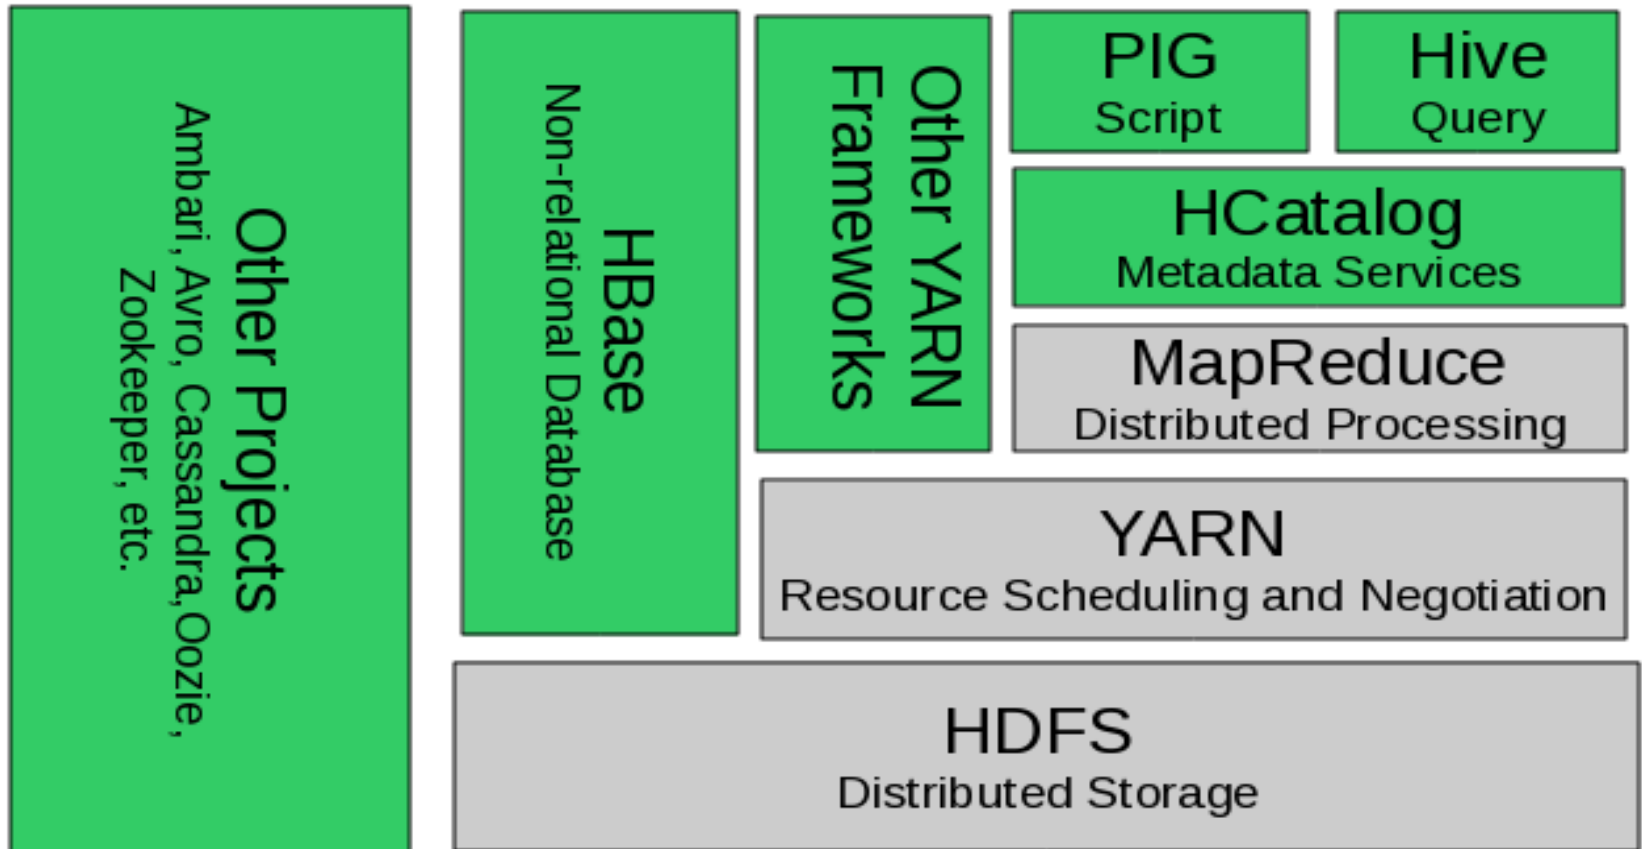 Other Projects
Ambari, Avro, Cassandra,Oozie,
Zookeeper, etc.
HBase
Non-relational Database
Other YARN
Frameworks
PIG
Script
Hive
Query
HCatalog
Metadata Services
MapReduce
Distributed Processing
YARN
Resource Scheduling and Negotiation
HDFS
Distributed Storage